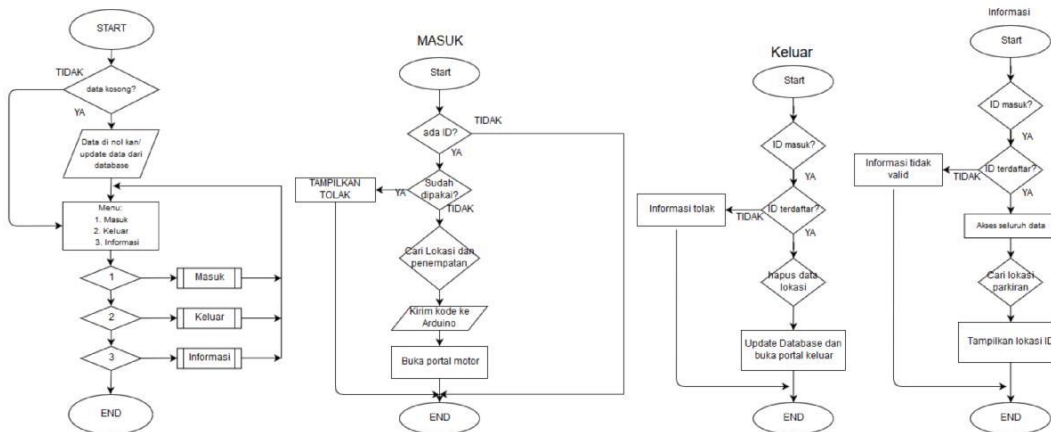 START
TIDAK
data kosong?
YA
Data di nol kan/
update data dari
database
Menu:
1. Masuk
2. Keluar
3. Informasi
1
Masuk
2
Keluar
3
Informasi
END
MASUK
Start
TIDAK
ada ID?
YA
TAMPILKAN
TOLAK
YA
Sudah
dipakai?
TIDAK
Cari Lokasi dan
penempatan
Kirim kode ke
Arduino
Buka portal motor
END
Keluar
Start
ID masuk?
YA
Informasi tolak
TIDAK
ID terdaftar?
YA
hapus data
lokasi
Update Database dan
buka portal keluar
END
Informasi
Start
ID masuk?
YA
Informasi tidak
valid
TIDAK
ID terdaftar?
YA
Akses seluruh data
Cari lokasi
parkiran
Tampilkan lokasi ID
END